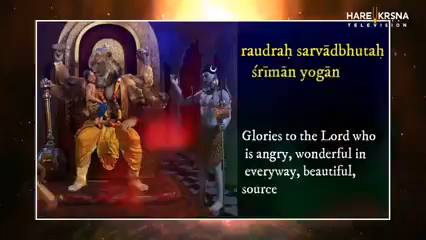 HARE KRSNA
TELEVISION
raudraḥ sarvādbhutaḥ
śrīmān yogān
Glories to the Lord who
is angry, wonderful in
everyway, beautiful,
source